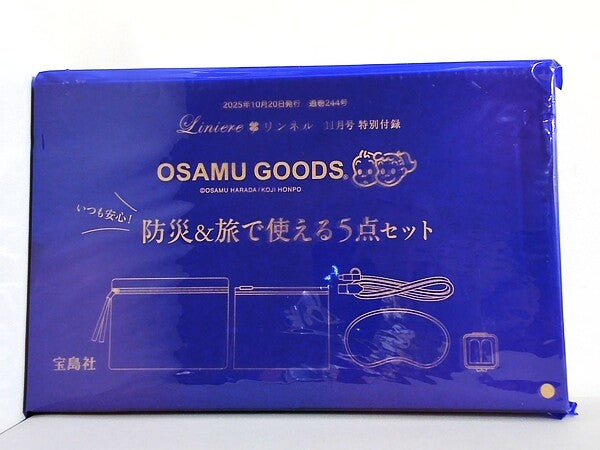 2025年10月20日発行 通巻244号
Liniere リンネル 11月号 特別付録
OSAMU GOODS®
©OSAMU HARADA/KOJI HONPO
いつも安心!
防災&旅で使える5点セット
宝島社